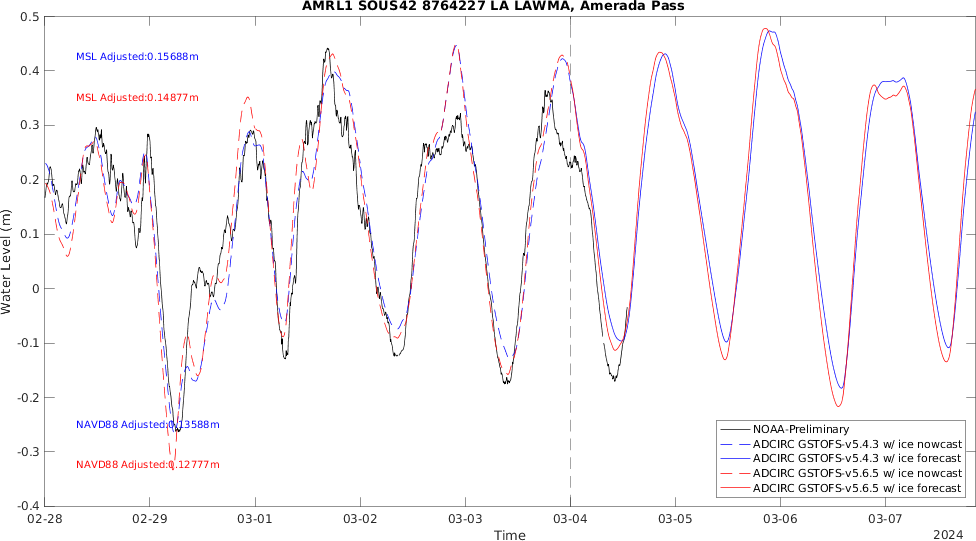 AMRL1 SOUS42 8764227 LA LAWMA, Amerada Pass
0.5
0.4
0.3
0.2
0.1
0
-0.1
-0.2
-0.3
-0.4
Water Level (m)
MSL Adjusted:0.15688m
MSL Adjusted:0.14877m
NAVD88 Adjusted:0.13588m
NAVD88 Adjusted:0.12777m
NOAA-Preliminary
ADCIRC GSTOFS-v5.4.3 w/ ice nowcast
ADCIRC GSTOFS-v5.4.3 w/ ice forecast
ADCIRC GSTOFS-v5.6.5 w/ ice nowcast
ADCIRC GSTOFS-v5.6.5 w/ ice forecast
02-28 02-29 03-01 03-02 03-03 03-04 03-05 03-06 03-07
Time
2024